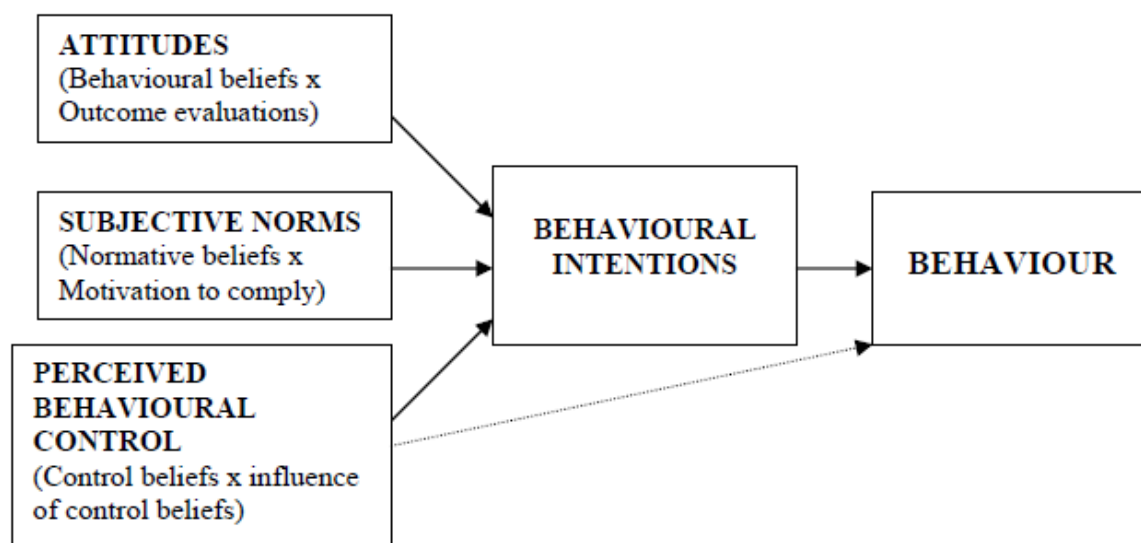 ATTITUDES
(Behavioural beliefs x
Outcome evaluations)
SUBJECTIVE NORMS
(Normative beliefs x
Motivation to comply)
PERCEIVED
BEHAVIOURAL
CONTROL
(Control beliefs x influence
of control beliefs)
BEHAVIOURAL
INTENTIONS
BEHAVIOUR